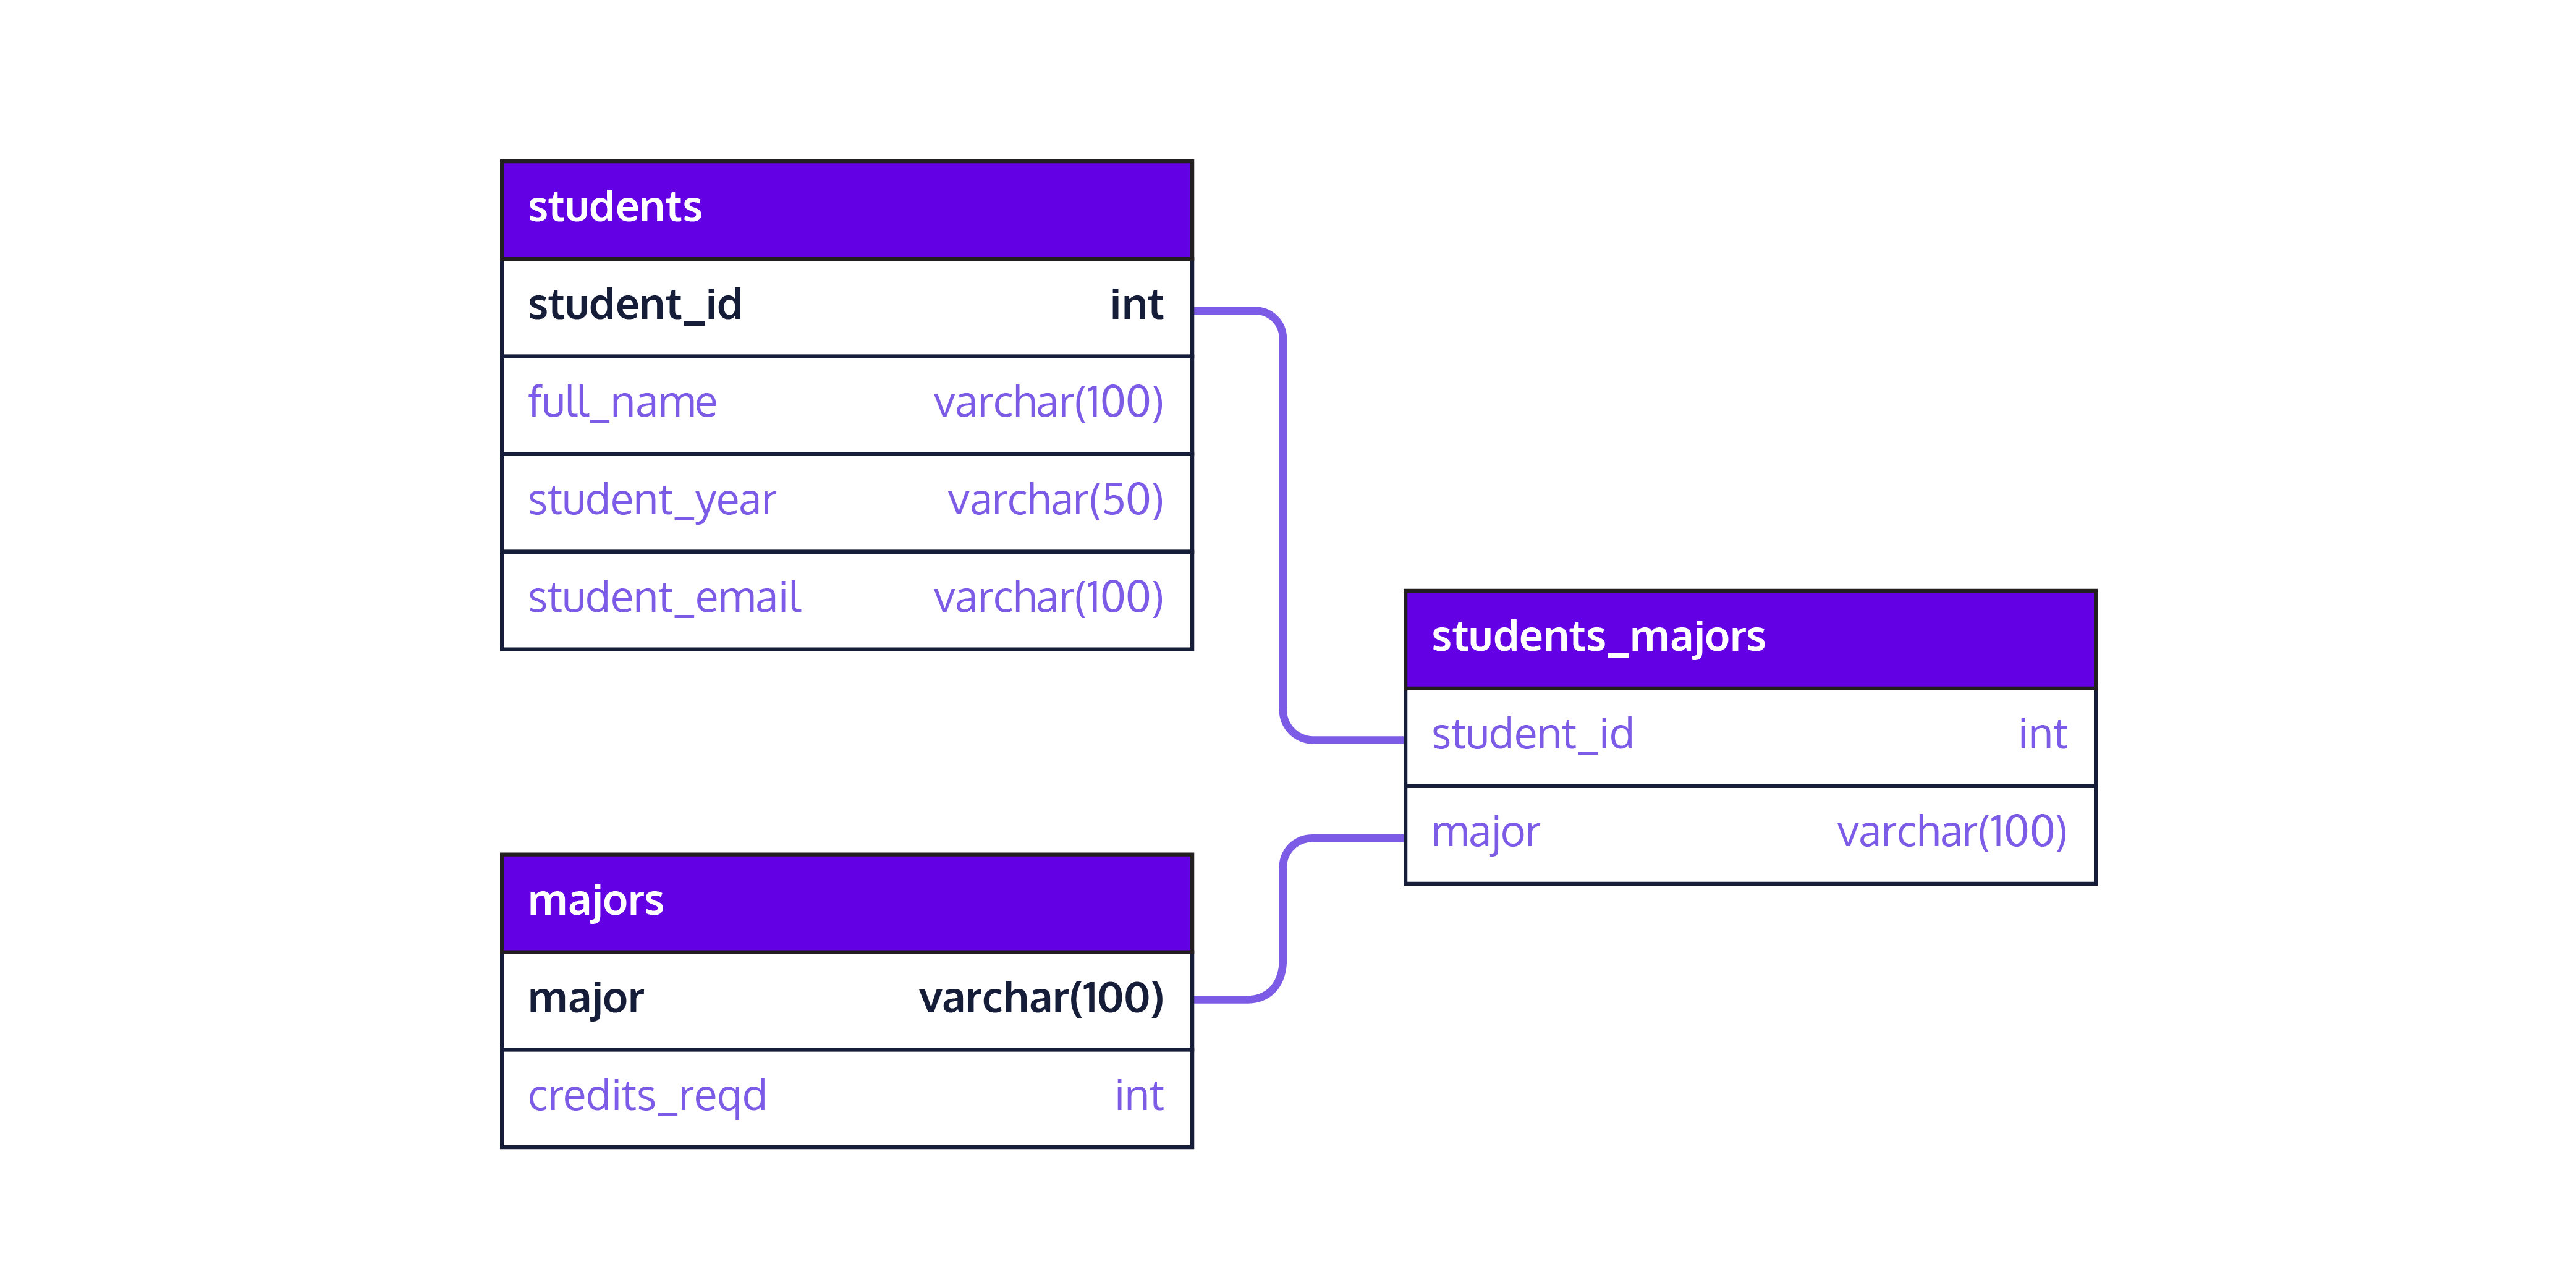 students
student_id int
full_name varchar(100)
student_year varchar(50)
student_email varchar(100)
majors
major varchar(100)
credits_reqd int
students_majors
student_id int
major varchar(100)